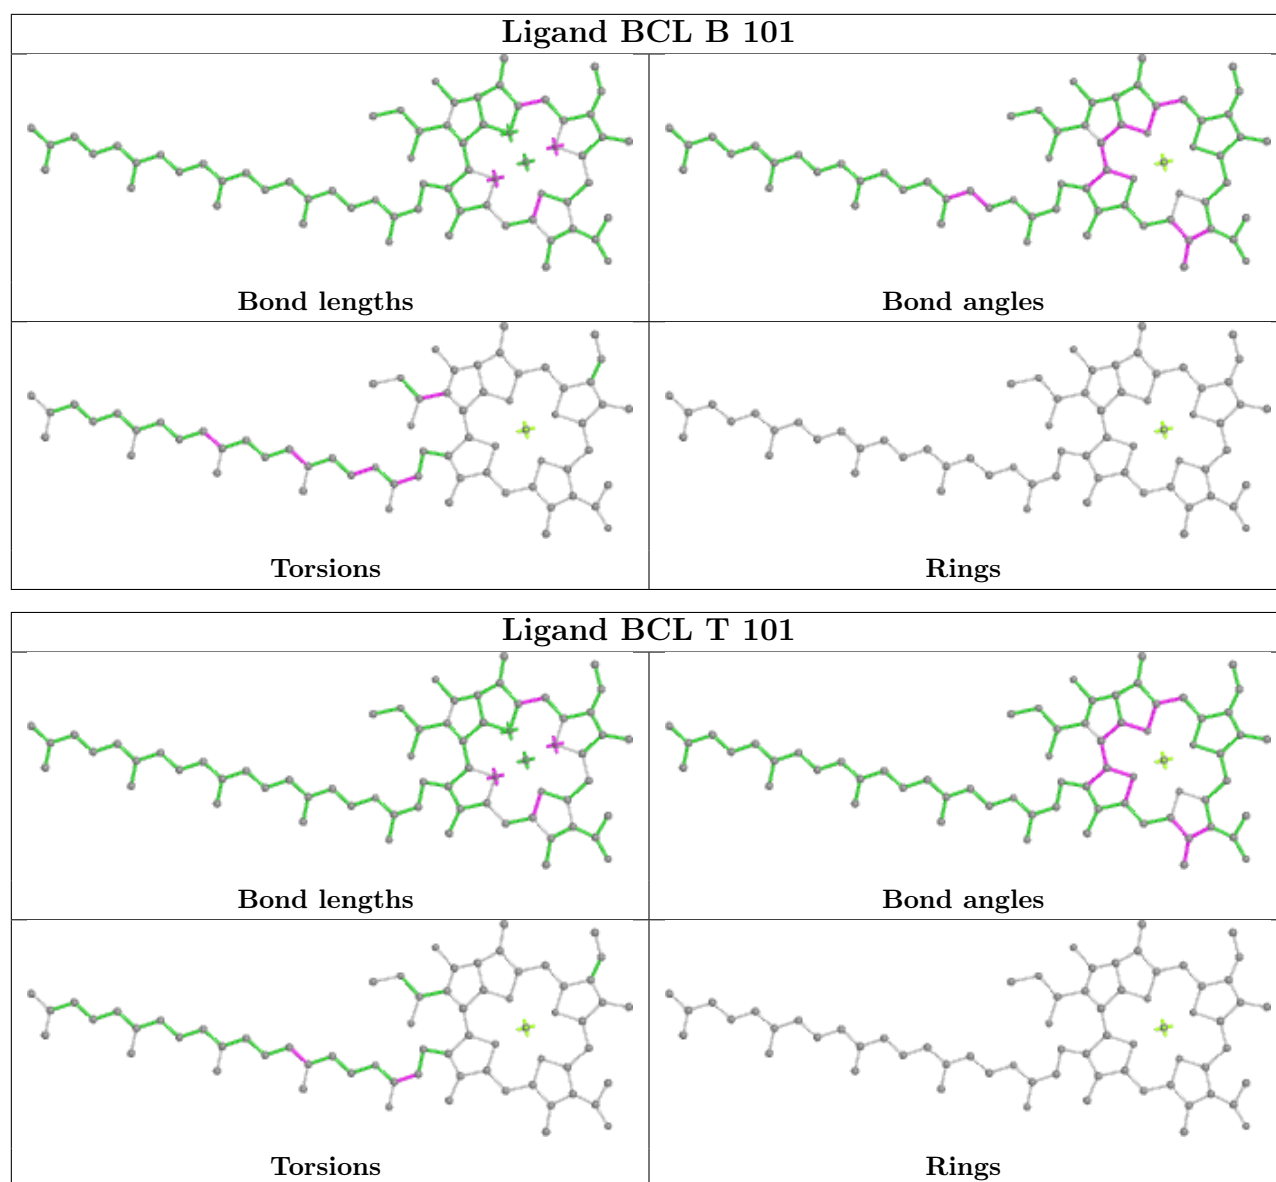 Ligand BCL B 101
Bond lengths
Bond angles
Torsions
Rings
Ligand BCL T 101
Bond lengths
Bond angles
Torsions
Rings